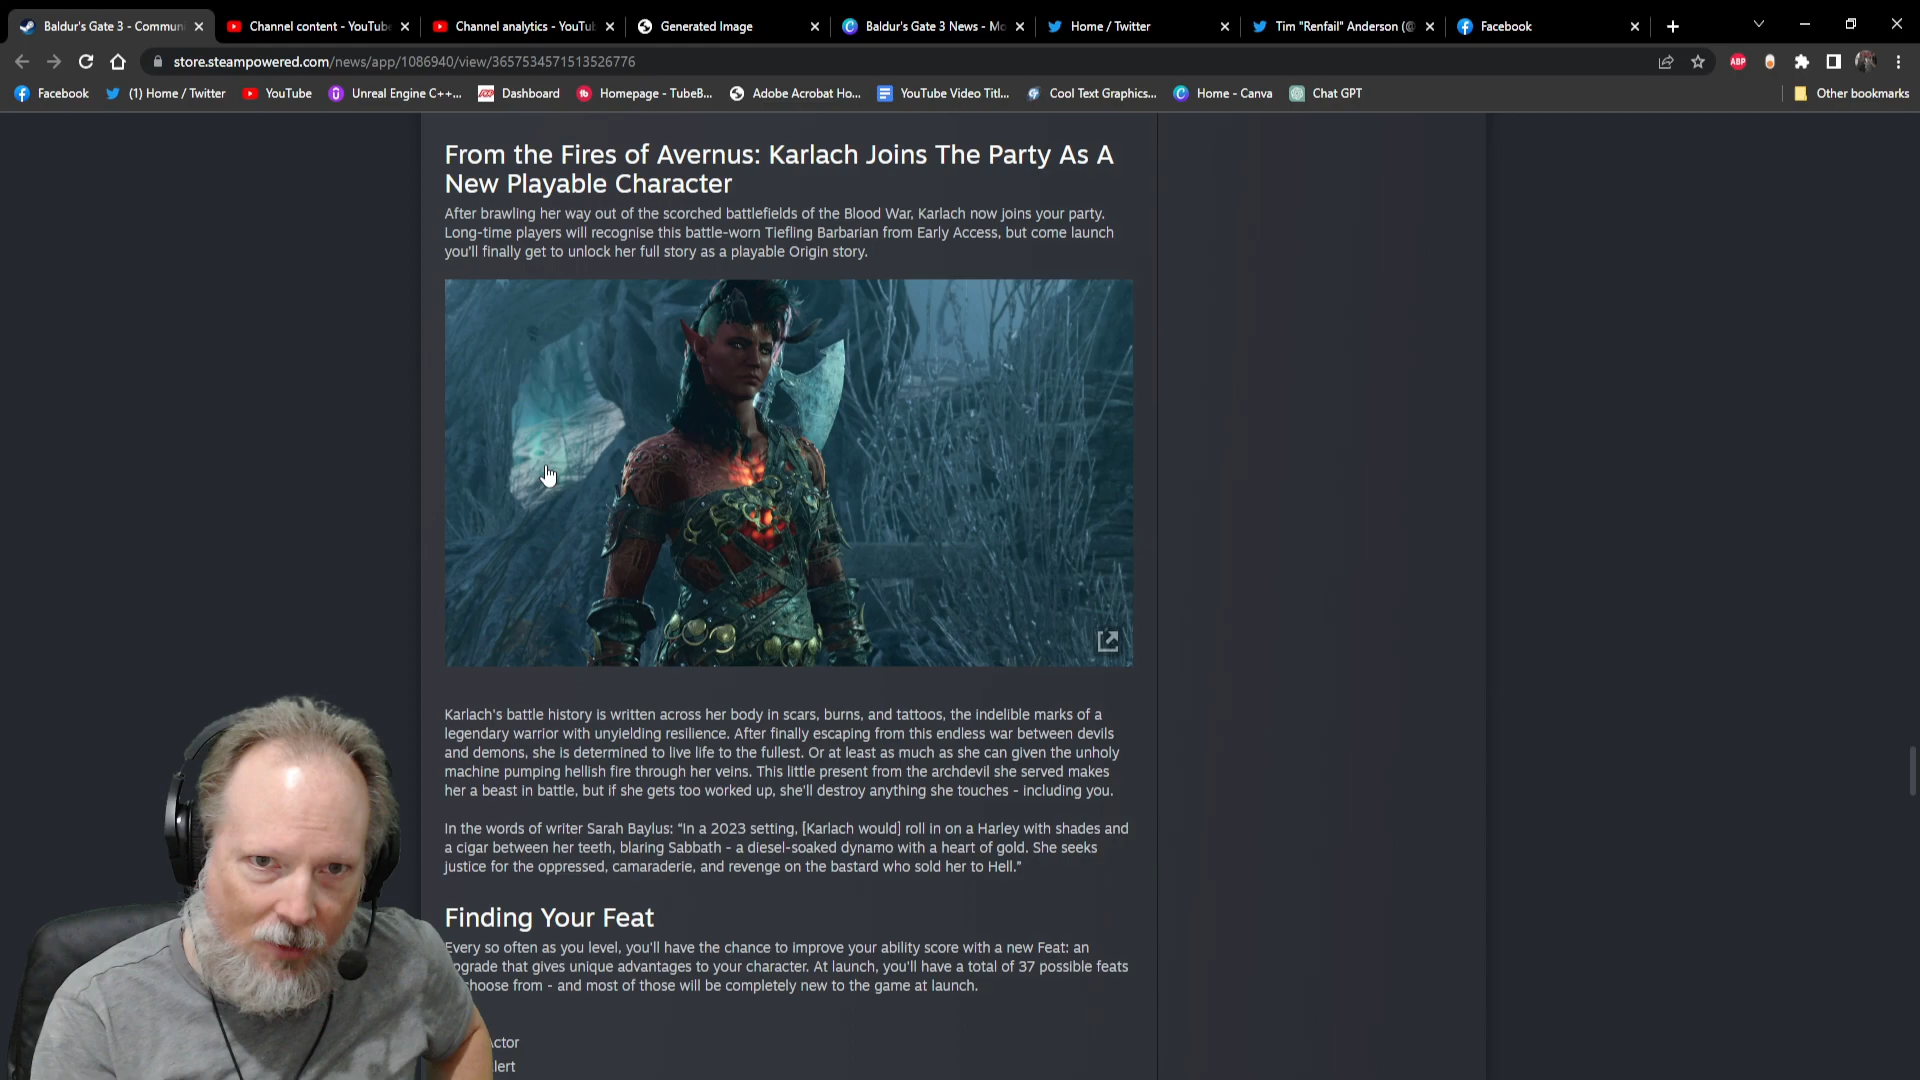 Baldur's Gate 3 - Commun
Channel content - YouTube
Channel analytics - YouTu
Generated Image
Baldur's Gate 3 News - Mo
Home / Twitter
Tim "Renfail" Anderson (@
Facebook
store.steampowered.com/news/app/1086940/view/3657534571513526776
ABP
Facebook
(1) Home / Twitter
YouTube
Unreal Engine C++...
Dashboard
Homepage - TubeB...
Adobe Acrobat Ho...
YouTube Video Titl...
Cool Text Graphics...
Home - Canva
Chat GPT
Other bookmarks
From the Fires of Avernus: Karlach Joins The Party As A
New Playable Character
After brawling her way out of the scorched battlefields of the Blood War, Karlach now joins your party.
Long-time players will recognise this battle-worn Tiefling Barbarian from Early Access, but come launch
you'll finally get to unlock her full story as a playable Origin story.
Karlach's battle history is written across her body in scars, burns, and tattoos, the indelible marks of a
legendary warrior with unyielding resilience. After finally escaping from this endless war between devils
and demons, she is determined to live life to the fullest. Or at least as much as she can given the unholy
machine pumping hellish fire through her veins. This little present from the archdevil she served makes
her a beast in battle, but if she gets too worked up, she'll destroy anything she touches - including you.
In the words of writer Sarah Baylus: “In a 2023 setting, [Karlach would] roll in on a Harley with shades and
a cigar between her teeth, blaring Sabbath - a diesel-soaked dynamo with a heart of gold. She seeks
justice for the oppressed, camaraderie, and revenge on the bastard who sold her to Hell.”
Finding Your Feat
Every so often as you level, you'll have the chance to improve your ability score with a new Feat: an
pgrade that gives unique advantages to your character. At launch, you'll have a total of 37 possible feats
hoose from - and most of those will be completely new to the game at launch.
ctor
lert